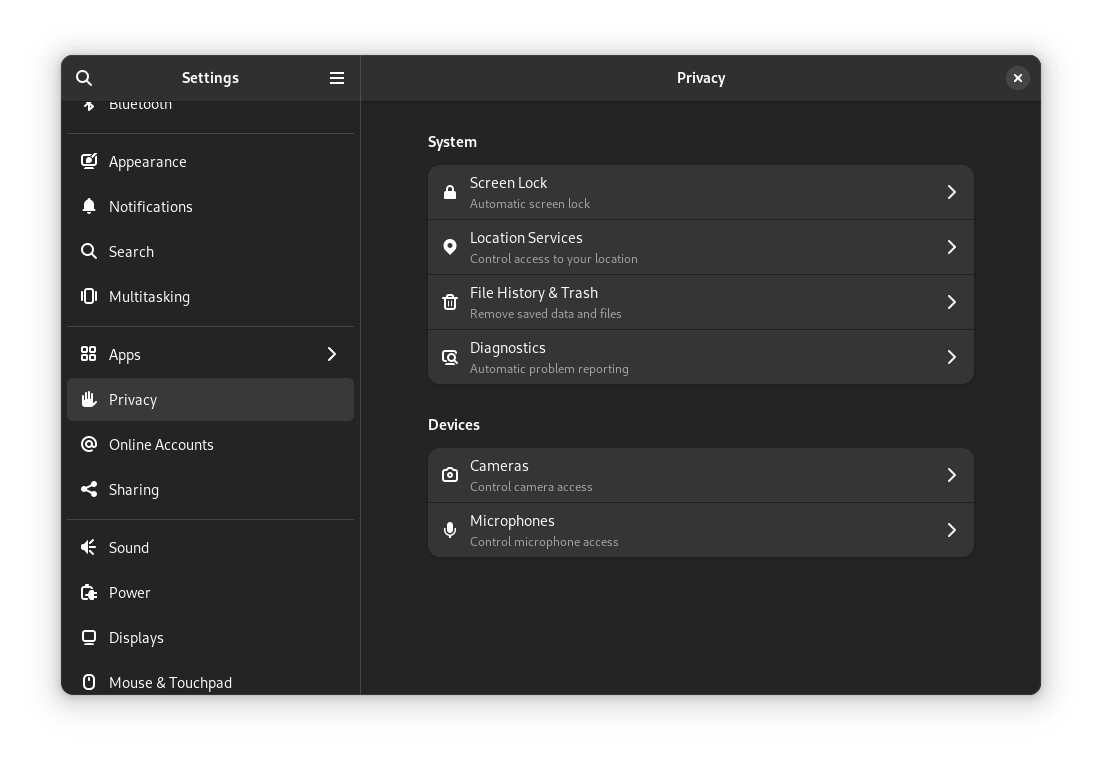 Settings
Bluetooth
Appearance
Notifications
Search
Multitasking
Apps
Privacy
Online Accounts
Sharing
Sound
Power
Displays
Mouse & Touchpad
Privacy
System
Screen Lock
Automatic screen lock
Location Services
Control access to your location
File History & Trash
Remove saved data and files
Diagnostics
Automatic problem reporting
Devices
Cameras
Control camera access
Microphones
Control microphone access